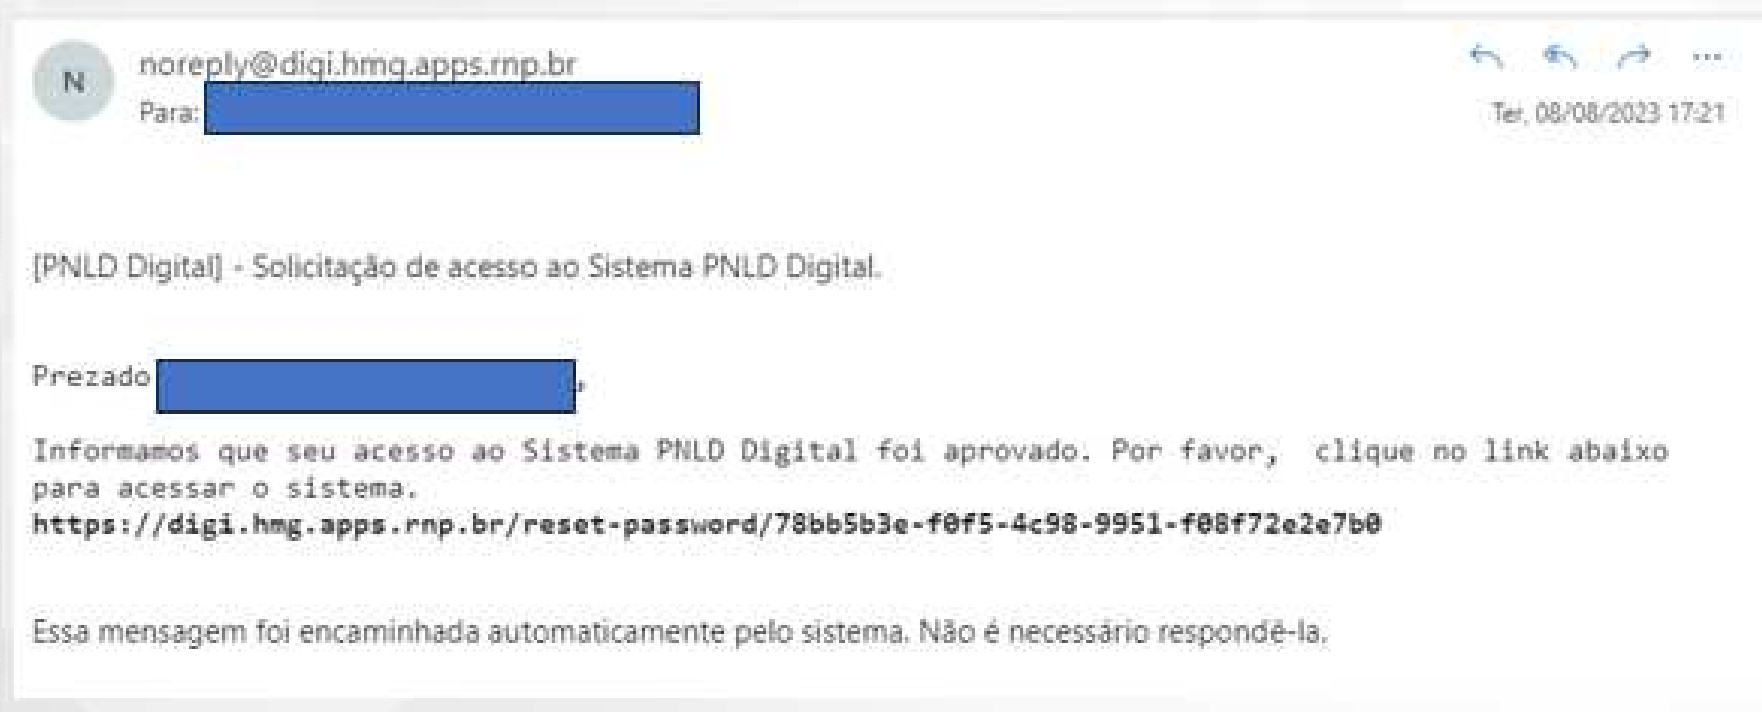 N
noreply@digi.hmg.apps.rnp.br
Para:
Ter, 08/08/2023 17:21
[PNLD Digital] - Solicitação de acesso ao Sistema PNLD Digital.
Prezado ,
Informamos que seu acesso ao Sistema PNLD Digital foi aprovado. Por favor, clique no link abaixo
para acessar o sistema.
https://digi.hmg.apps.rnp.br/reset-password/78bb5b3e-f0f5-4c98-9951-f08f72e2e7b0
Essa mensagem foi encaminhada automaticamente pelo sistema. Não é necessário respondê-la.